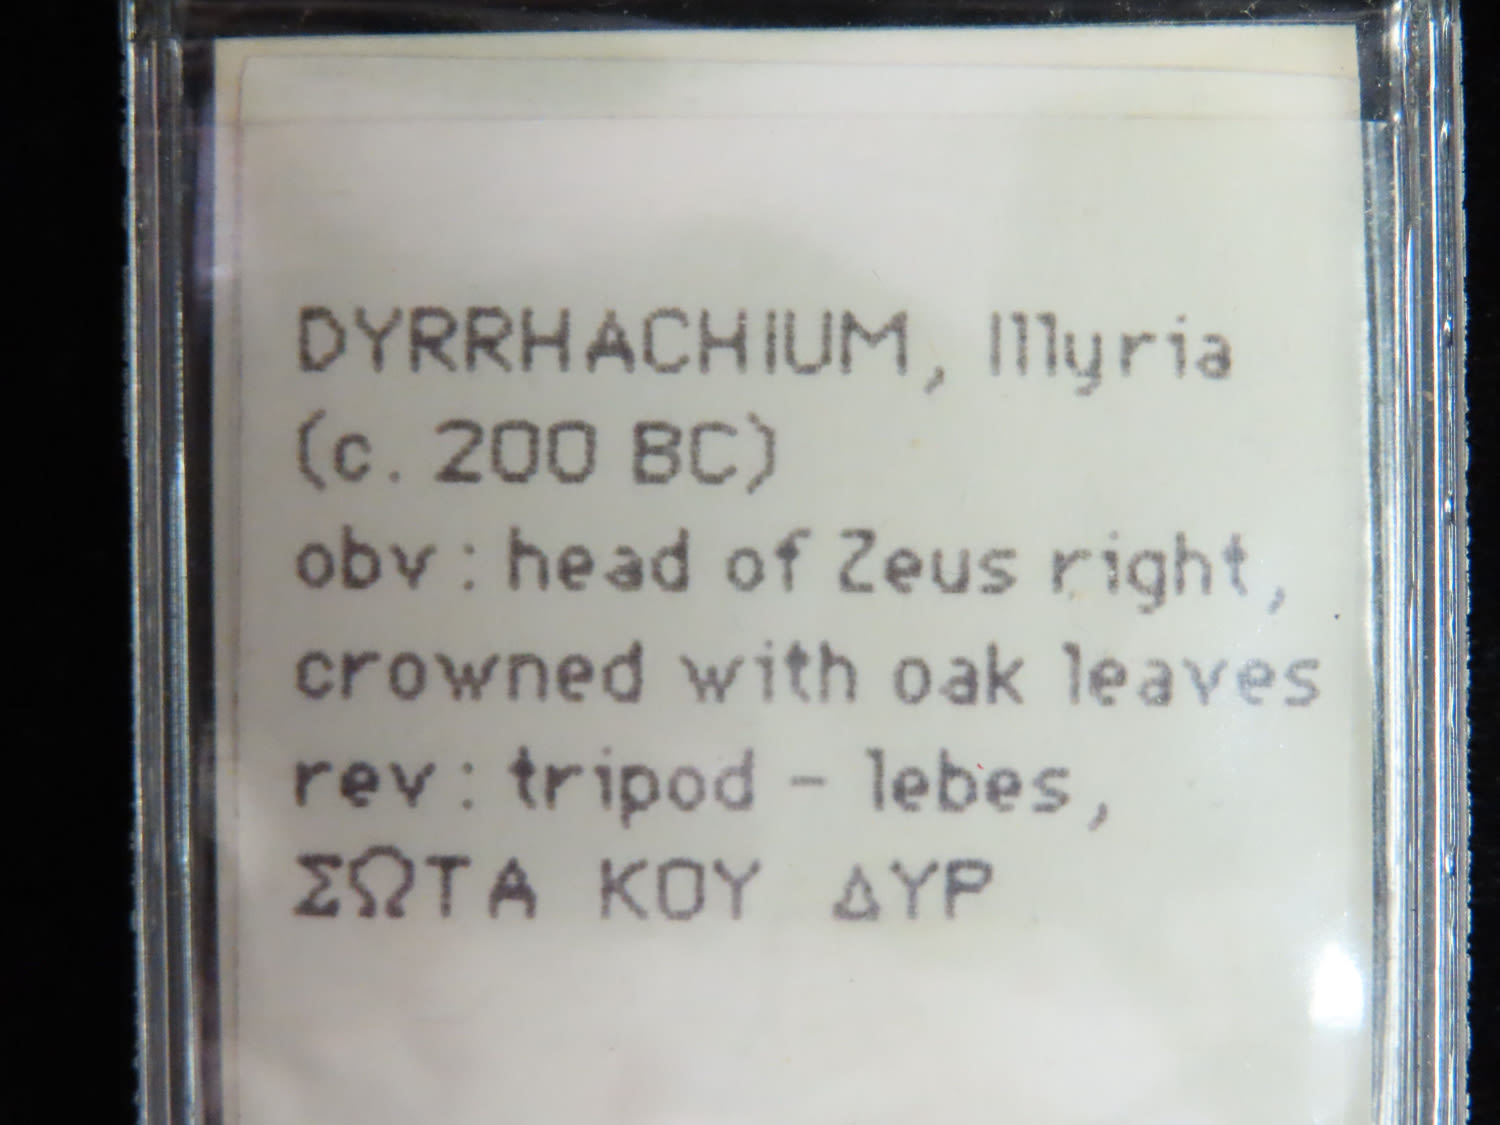 DYRRHACHIUM, Illyria
(c. 200 BC)
obv: head of Zeus right,
crowned with oak leaves
rev: tripod - lebes,
ΣΩΤΑ ΚΟΥ ΔΥΡ